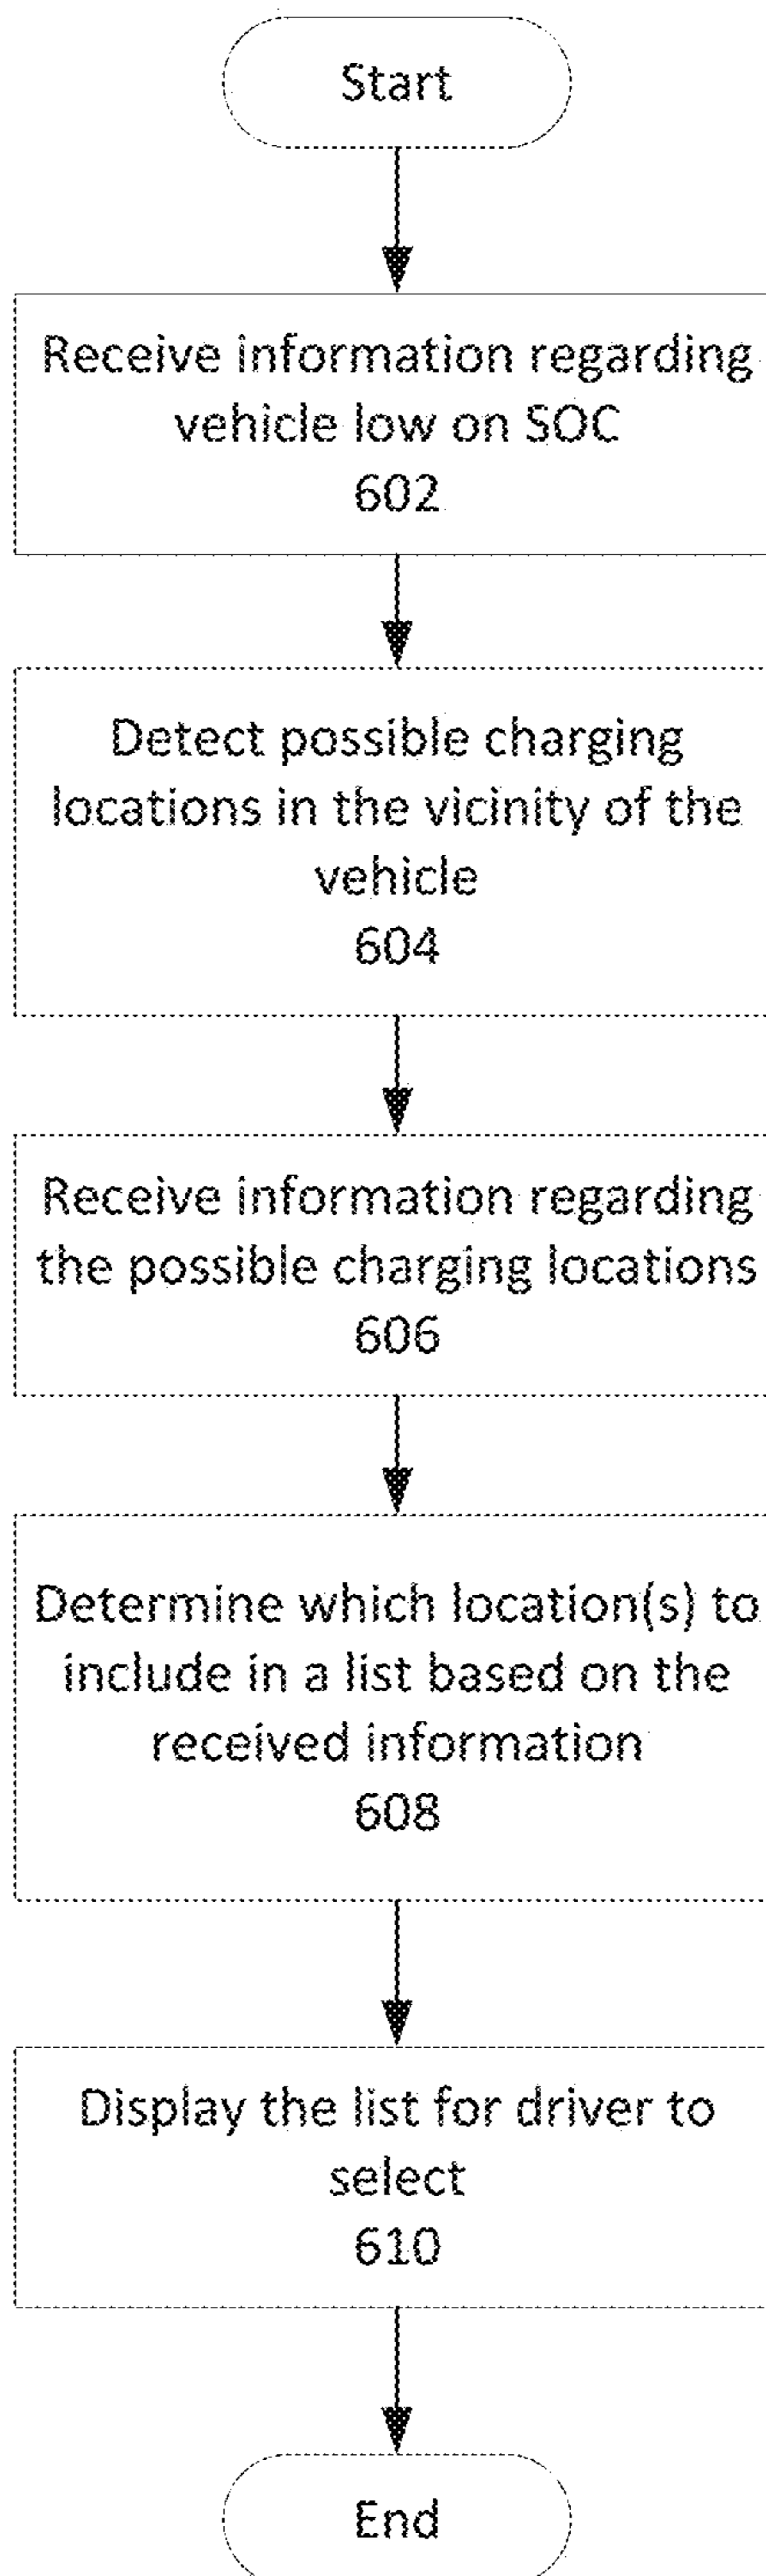 Start
Receive information regarding
vehicle low on SOC
602
Detect possible charging
locations in the vicinity of the
vehicle
604
Receive information regarding
the possible charging locations
606
Determine which location(s) to
include in a list based on the
received information
608
Display the list for driver to
select
610
End